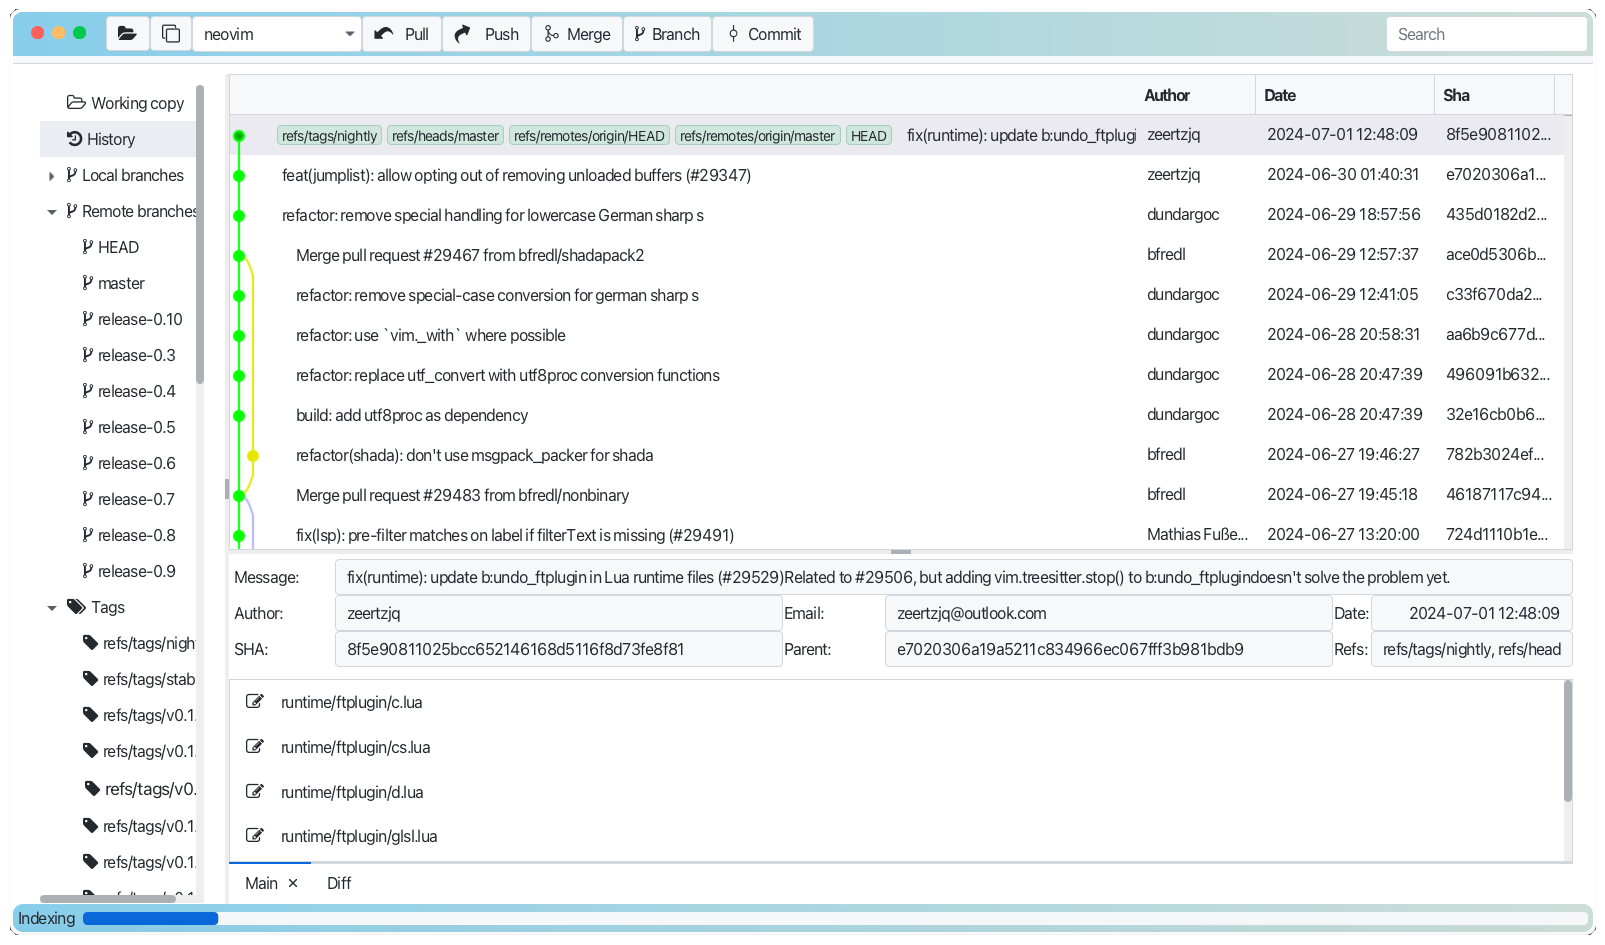 neovim Pull Push Merge Branch Commit Search
Working copy
History
Local branches
Remote branches
HEAD
master
release-0.10
release-0.3
release-0.4
release-0.5
release-0.6
release-0.7
release-0.8
release-0.9
Tags
refs/tags/nigh
refs/tags/stab
refs/tags/v0.1.
refs/tags/v0.1.
refs/tags/v0.
refs/tags/v0.1.
refs/tags/v0.1.
Author Date Sha
refs/tags/nightly refs/heads/master refs/remotes/origin/HEAD refs/remotes/origin/master HEAD fix(runtime): update b:undo_ftplugi zeertzjq 2024-07-01 12:48:09 8f5e9081102...
feat(jumplist): allow opting out of removing unloaded buffers (#29347) zeertzjq 2024-06-30 01:40:31 e7020306a1...
refactor: remove special handling for lowercase German sharp s dundargoc 2024-06-29 18:57:56 435d0182d2...
Merge pull request #29467 from bfredl/shadapack2 bfredl 2024-06-29 12:57:37 ace0d5306b...
refactor: remove special-case conversion for german sharp s dundargoc 2024-06-29 12:41:05 c33f670da2...
refactor: use `vim._with` where possible dundargoc 2024-06-28 20:58:31 aa6b9c677d...
refactor: replace utf_convert with utf8proc conversion functions dundargoc 2024-06-28 20:47:39 496091b632...
build: add utf8proc as dependency dundargoc 2024-06-28 20:47:39 32e16cb0b6...
refactor(shada): don't use msgpack_packer for shada bfredl 2024-06-27 19:46:27 782b3024ef...
Merge pull request #29483 from bfredl/nonbinary bfredl 2024-06-27 19:45:18 46187117c94...
fix(lsp): pre-filter matches on label if filterText is missing (#29491) Mathias Fuße... 2024-06-27 13:20:00 724d1110b1e...
Message: fix(runtime): update b:undo_ftplugin in Lua runtime files (#29529)Related to #29506, but adding vim.treesitter.stop() to b:undo_ftplugindoesn't solve the problem yet.
Author: zeertzjq Email: zeertzjq@outlook.com Date: 2024-07-01 12:48:09
SHA: 8f5e90811025bcc652146168d5116f8d73fe8f81 Parent: e7020306a19a5211c834966ec067fff3b981bdb9 Refs: refs/tags/nightly, refs/head
runtime/ftplugin/c.lua
runtime/ftplugin/cs.lua
runtime/ftplugin/d.lua
runtime/ftplugin/glsl.lua
Main × Diff
Indexing